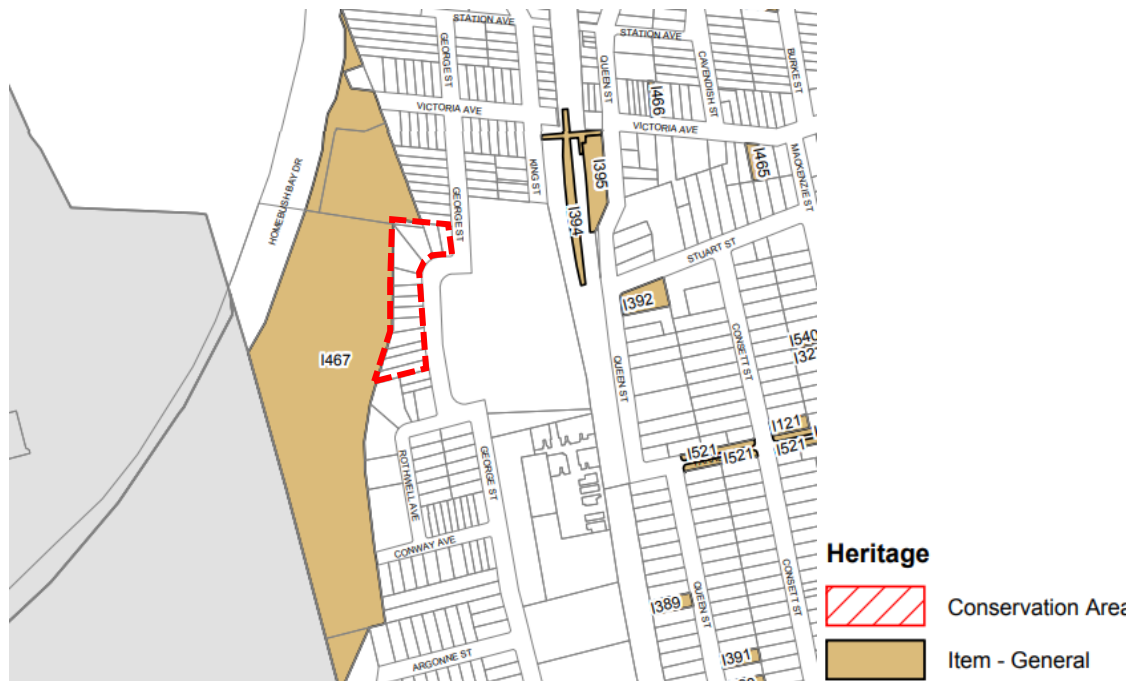 STATION AVE
GEORGE ST
QUEEN ST
STATION AVE
CAVENDISH ST
BURKE ST
VICTORIA AVE
I466
VICTORIA AVE
HOMEBUSH BAY DR
KING ST
GEORGE ST
I395
I465
MACKENZIE ST
I394
STUART ST
I392
I467
CONSETT ST
I540
QUEEN ST
I121
I521
I521
I521
ROTHWELL AVE
GEORGE ST
CONWAY AVE
Heritage
CONSETT ST
I389
QUEEN ST
Conservation Area
ARGONNE ST
I391
Item - General